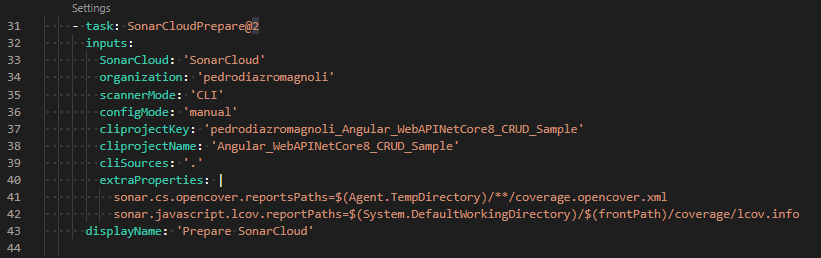 Settings
31 - task: SonarCloudPrepare@2
32 inputs:
33 SonarCloud: 'SonarCloud'
34 organization: 'pedrodiazromagnoli'
35 scannerMode: 'CLI'
36 configMode: 'manual'
37 cliprojectKey: 'pedrodiazromagnoli_Angular_WebAPINetCore8_CRUD_Sample'
38 cliprojectName: 'Angular_WebAPINetCore8_CRUD_Sample'
39 cliSources: '.'
40 extraProperties: |
41 sonar.cs.opencover.reportsPaths=$(Agent.TempDirectory)/**/coverage.opencover.xml
42 sonar.javascript.lcov.reportPaths=$(System.DefaultWorkingDirectory)/$(frontPath)/coverage/lcov.info
43 displayName: 'Prepare SonarCloud'
44